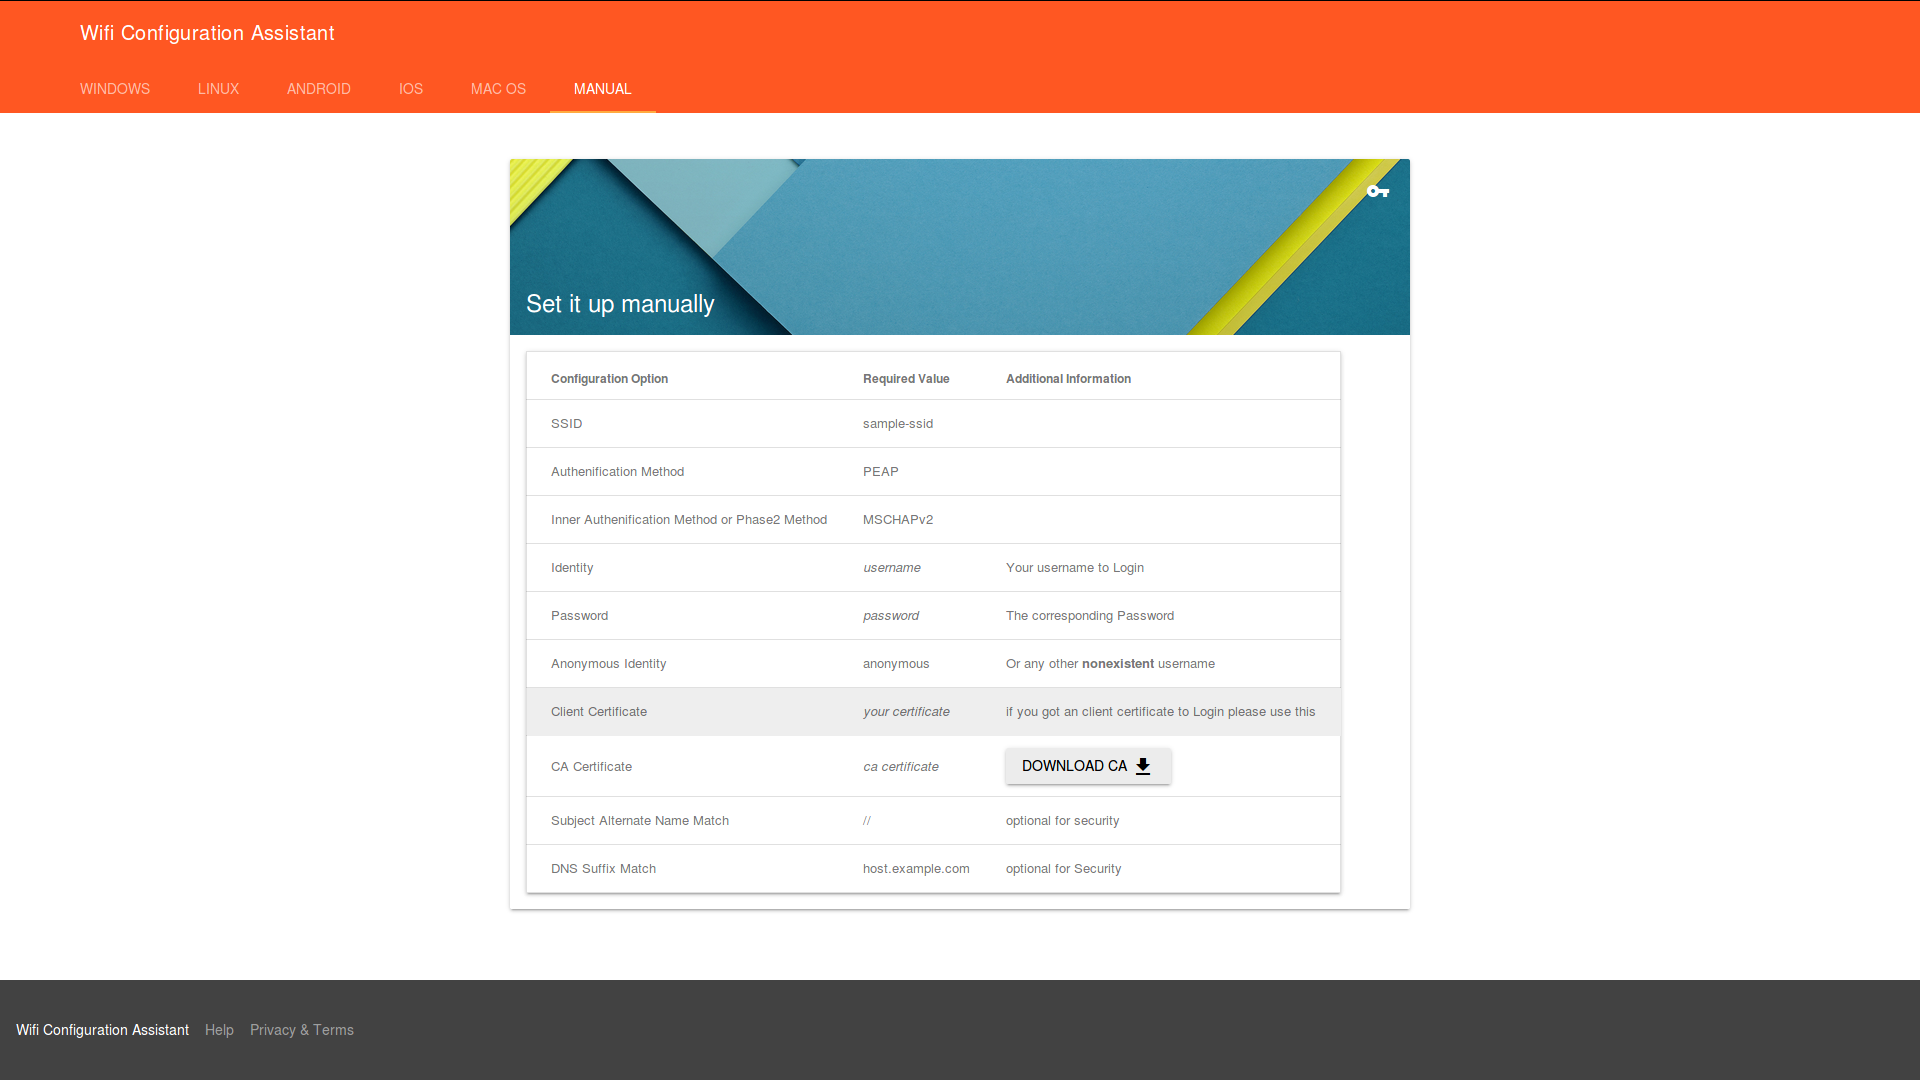 Wifi Configuration Assistant
WINDOWS LINUX ANDROID IOS MAC OS MANUAL
Set it up manually
Configuration Option Required Value Additional Information
SSID sample-ssid
Authenification Method PEAP
Inner Authenification Method or Phase2 Method MSCHAPv2
Identity username Your username to Login
Password password The corresponding Password
Anonymous Identity anonymous Or any other nonexistent username
Client Certificate your certificate if you got an client certificate to Login please use this
CA Certificate ca certificate DOWNLOAD CA
Subject Alternate Name Match // optional for security
DNS Suffix Match host.example.com optional for Security
Wifi Configuration Assistant Help Privacy & Terms